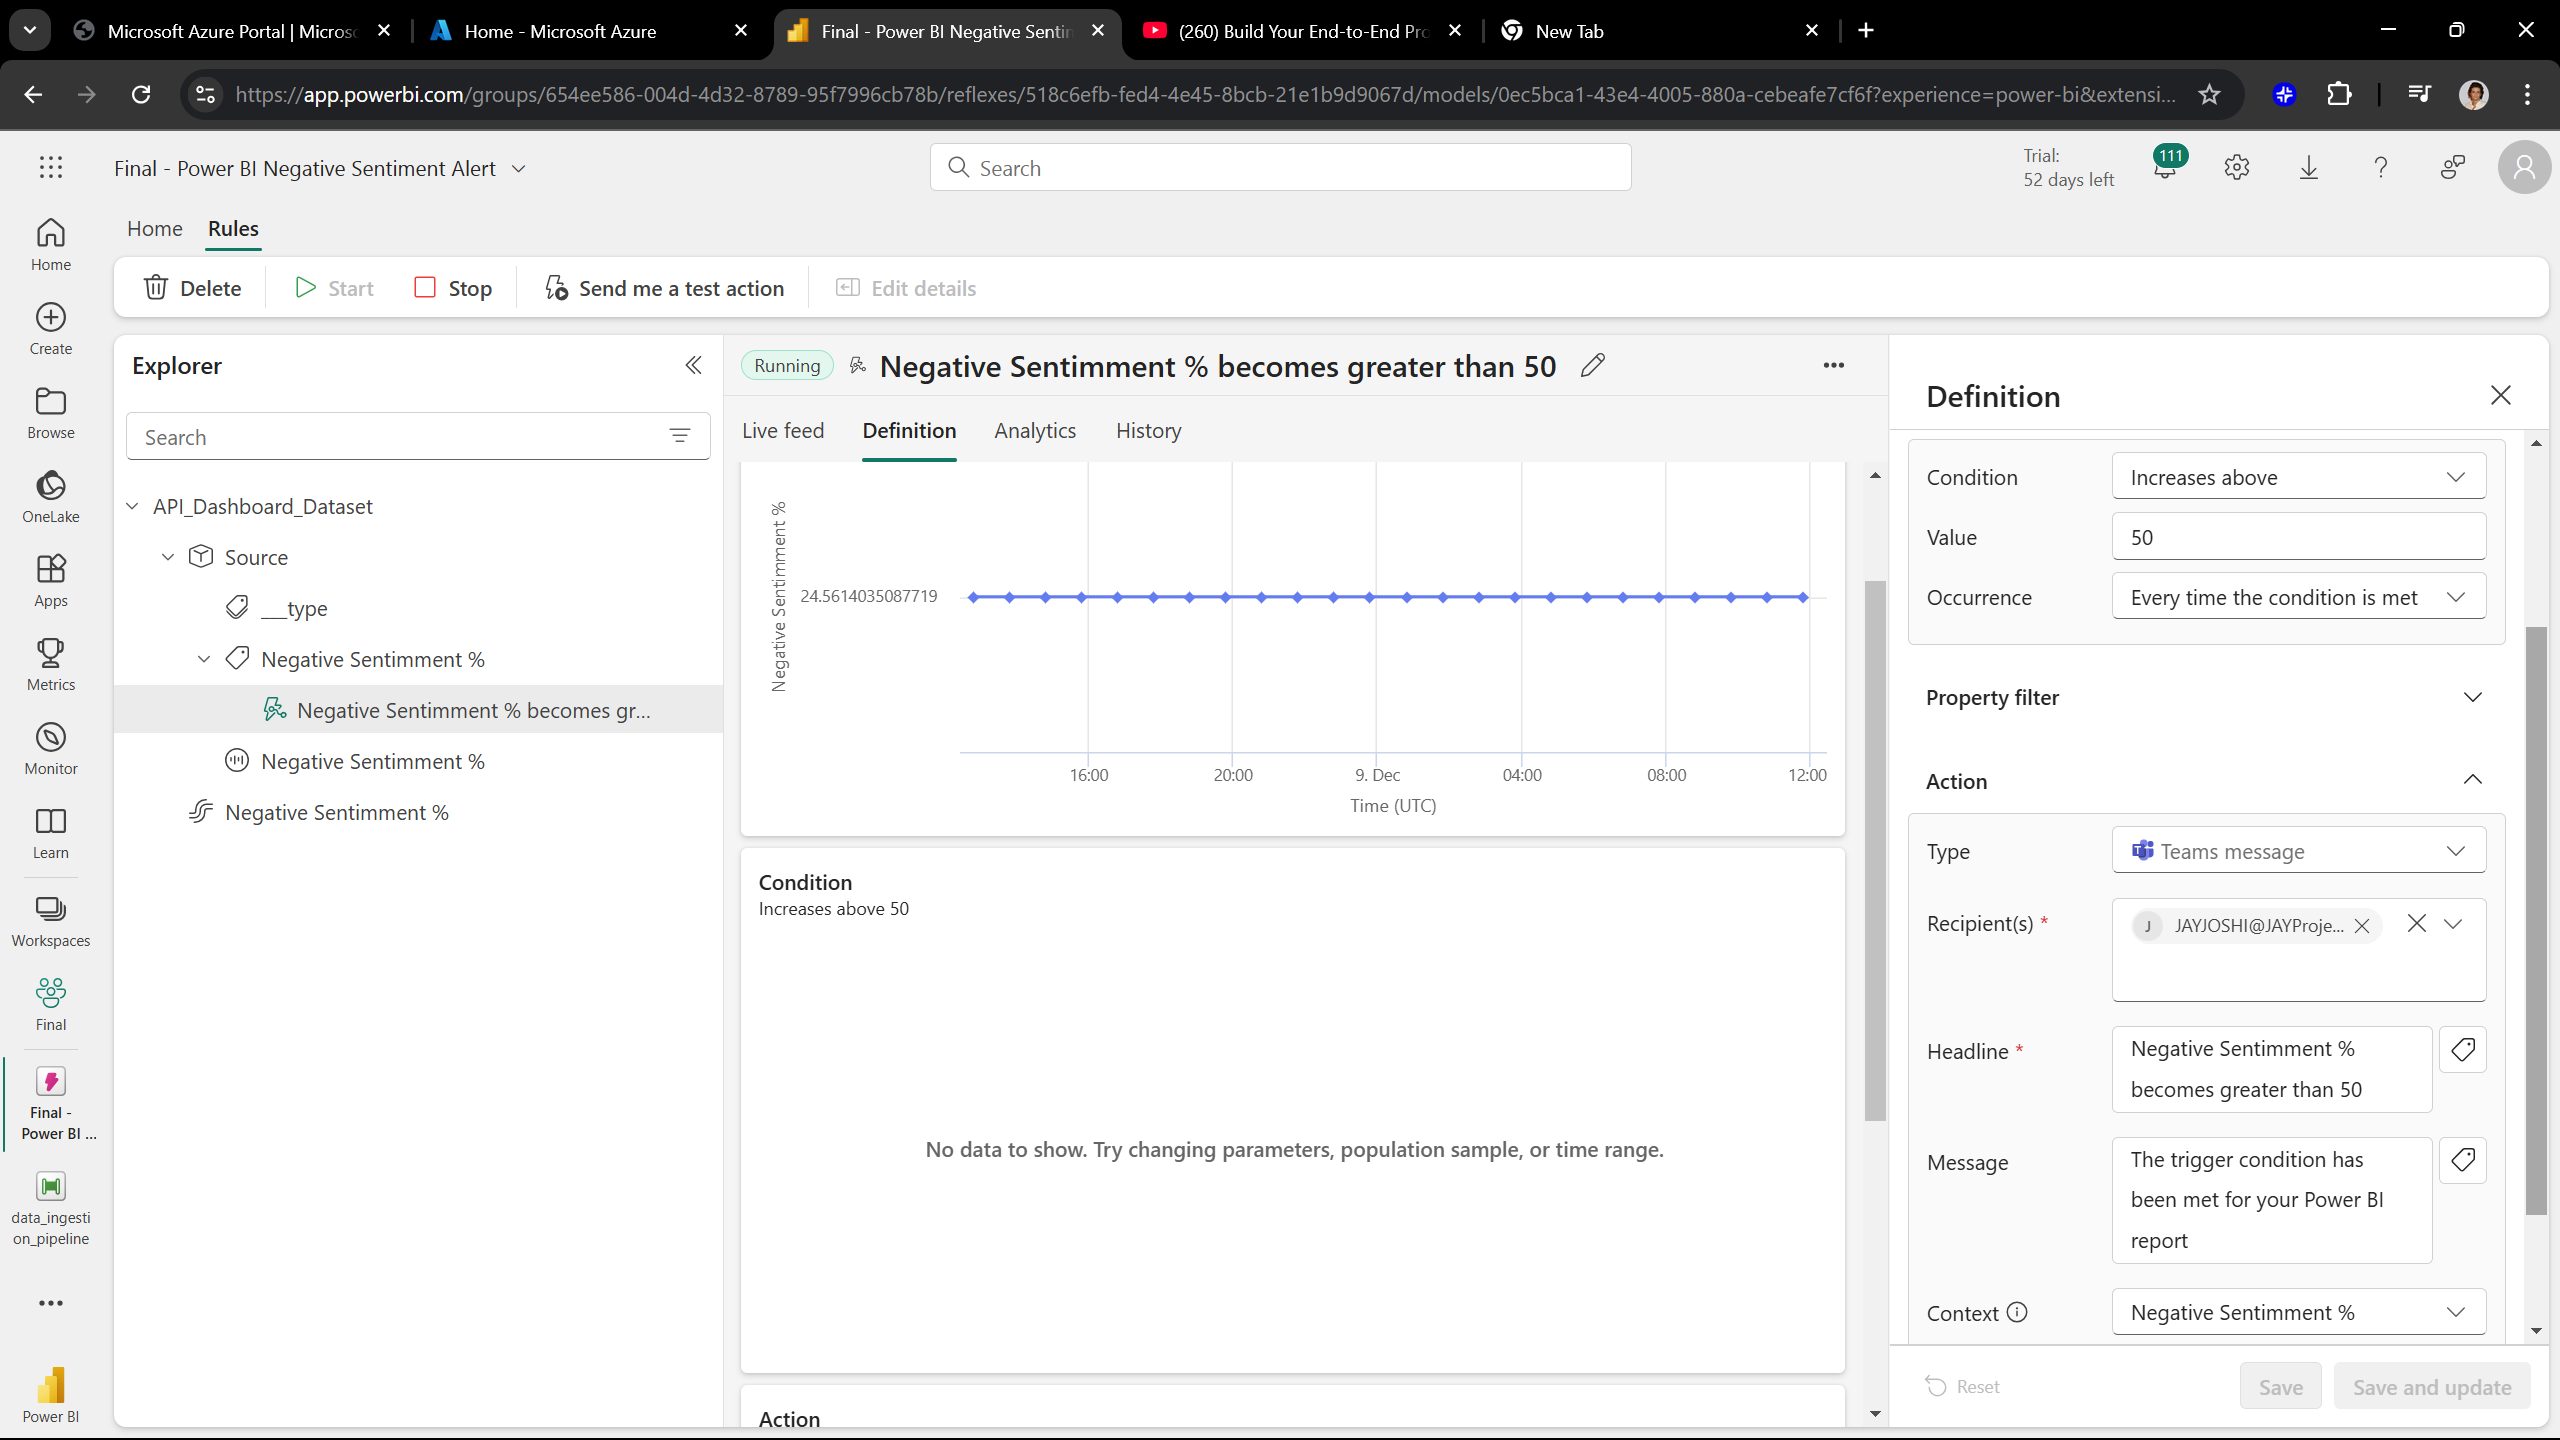 Microsoft Azure Portal | Micros
Home - Microsoft Azure
Final - Power BI Negative Sentim
(260) Build Your End-to-End Pro
New Tab
https://app.powerbi.com/groups/654ee586-004d-4d32-8789-95f7996cb78b/reflexes/518c6efb-fed4-4e45-8bcb-21e1b9d9067d/models/0ec5bca1-43e4-4005-880a-cebeafe7cf6f?experience=power-bi&extensi...
Final - Power BI Negative Sentiment Alert
Search
Trial:
52 days left
111
Home
Rules
Delete
Start
Stop
Send me a test action
Edit details
Home
Create
Browse
OneLake
Apps
Metrics
Monitor
Learn
Workspaces
Final
Final -
Power BI ...
data_ingesti
on_pipeline
Power BI
Explorer
Search
API_Dashboard_Dataset
Source
___type
Negative Sentimment %
Negative Sentimment % becomes gr...
Negative Sentimment %
Negative Sentimment %
Running
Negative Sentimment % becomes greater than 50
Live feed
Definition
Analytics
History
Negative Sentimment %
24.5614035087719
16:00
20:00
9. Dec
04:00
08:00
12:00
Time (UTC)
Condition
Increases above 50
No data to show. Try changing parameters, population sample, or time range.
Action
Definition
Condition
Increases above
Value
50
Occurrence
Every time the condition is met
Property filter
Action
Type
Teams message
Recipient(s) *
J
JAYJOSHI@JAYProje...
Headline *
Negative Sentimment %
becomes greater than 50
Message
The trigger condition has
been met for your Power BI
report
Context
Negative Sentimment %
Reset
Save
Save and update